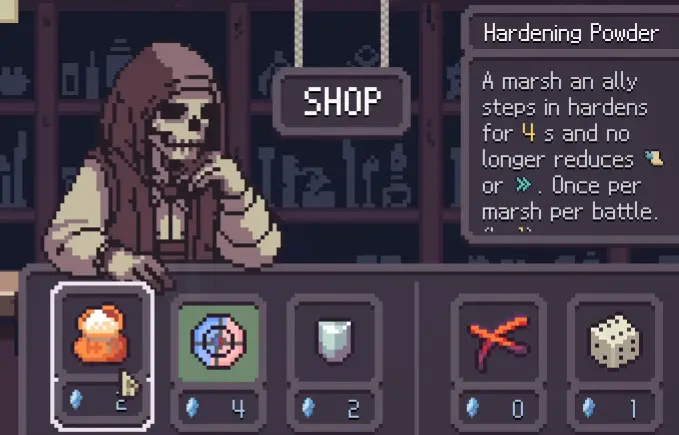 Hardening Powder
SHOP
A marsh an ally
steps in hardens
for 4 s and no
longer reduces
or . Once per
marsh per battle.
2 4 2 0 1